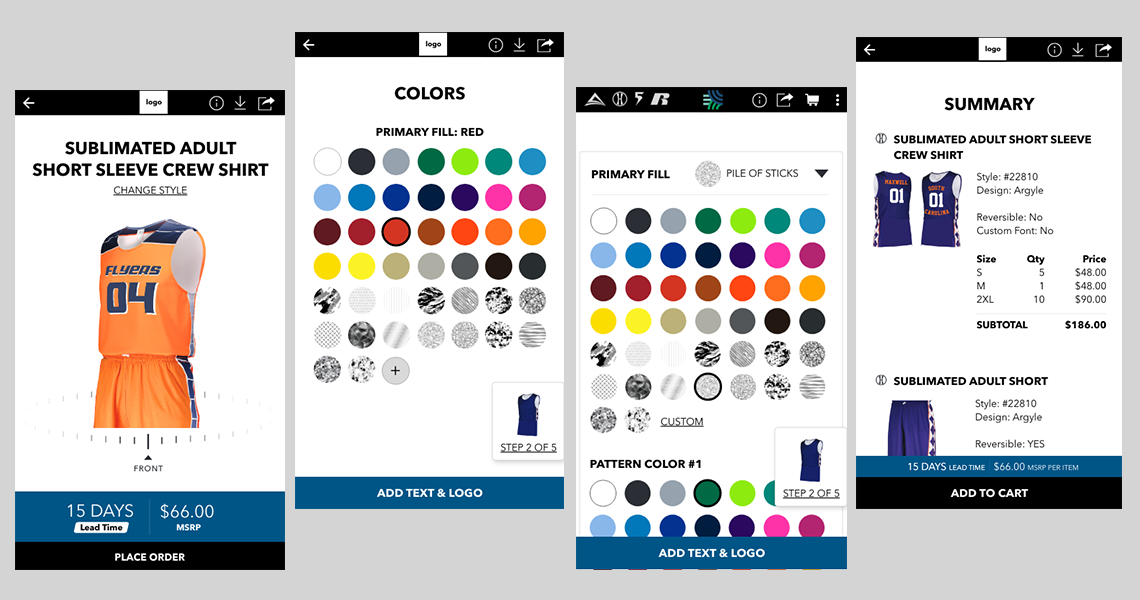 logo
SUBLIMATED ADULT
SHORT SLEEVE CREW SHIRT
CHANGE STYLE
FLYERS
04
FRONT
15 DAYS
Lead Time
$66.00
MSRP
PLACE ORDER
logo
COLORS
PRIMARY FILL: RED
+
STEP 2 OF 5
ADD TEXT & LOGO
PRIMARY FILL
PILE OF STICKS
CUSTOM
PATTERN COLOR #1
STEP 2 OF 5
ADD TEXT & LOGO
logo
SUMMARY
SUBLIMATED ADULT SHORT SLEEVE
CREW SHIRT
MAXWELL
01
SOUTH
01
CAROLINA
Style: #22810
Design: Argyle
Reversible: No
Custom Font: No
Size Qty Price
S 5 $48.00
M 1 $48.00
2XL 10 $90.00
SUBTOTAL $186.00
SUBLIMATED ADULT SHORT
Style: #22810
Design: Argyle
Reversible: YES
15 DAYS LEAD TIME $66.00 MSRP PER ITEM
ADD TO CART